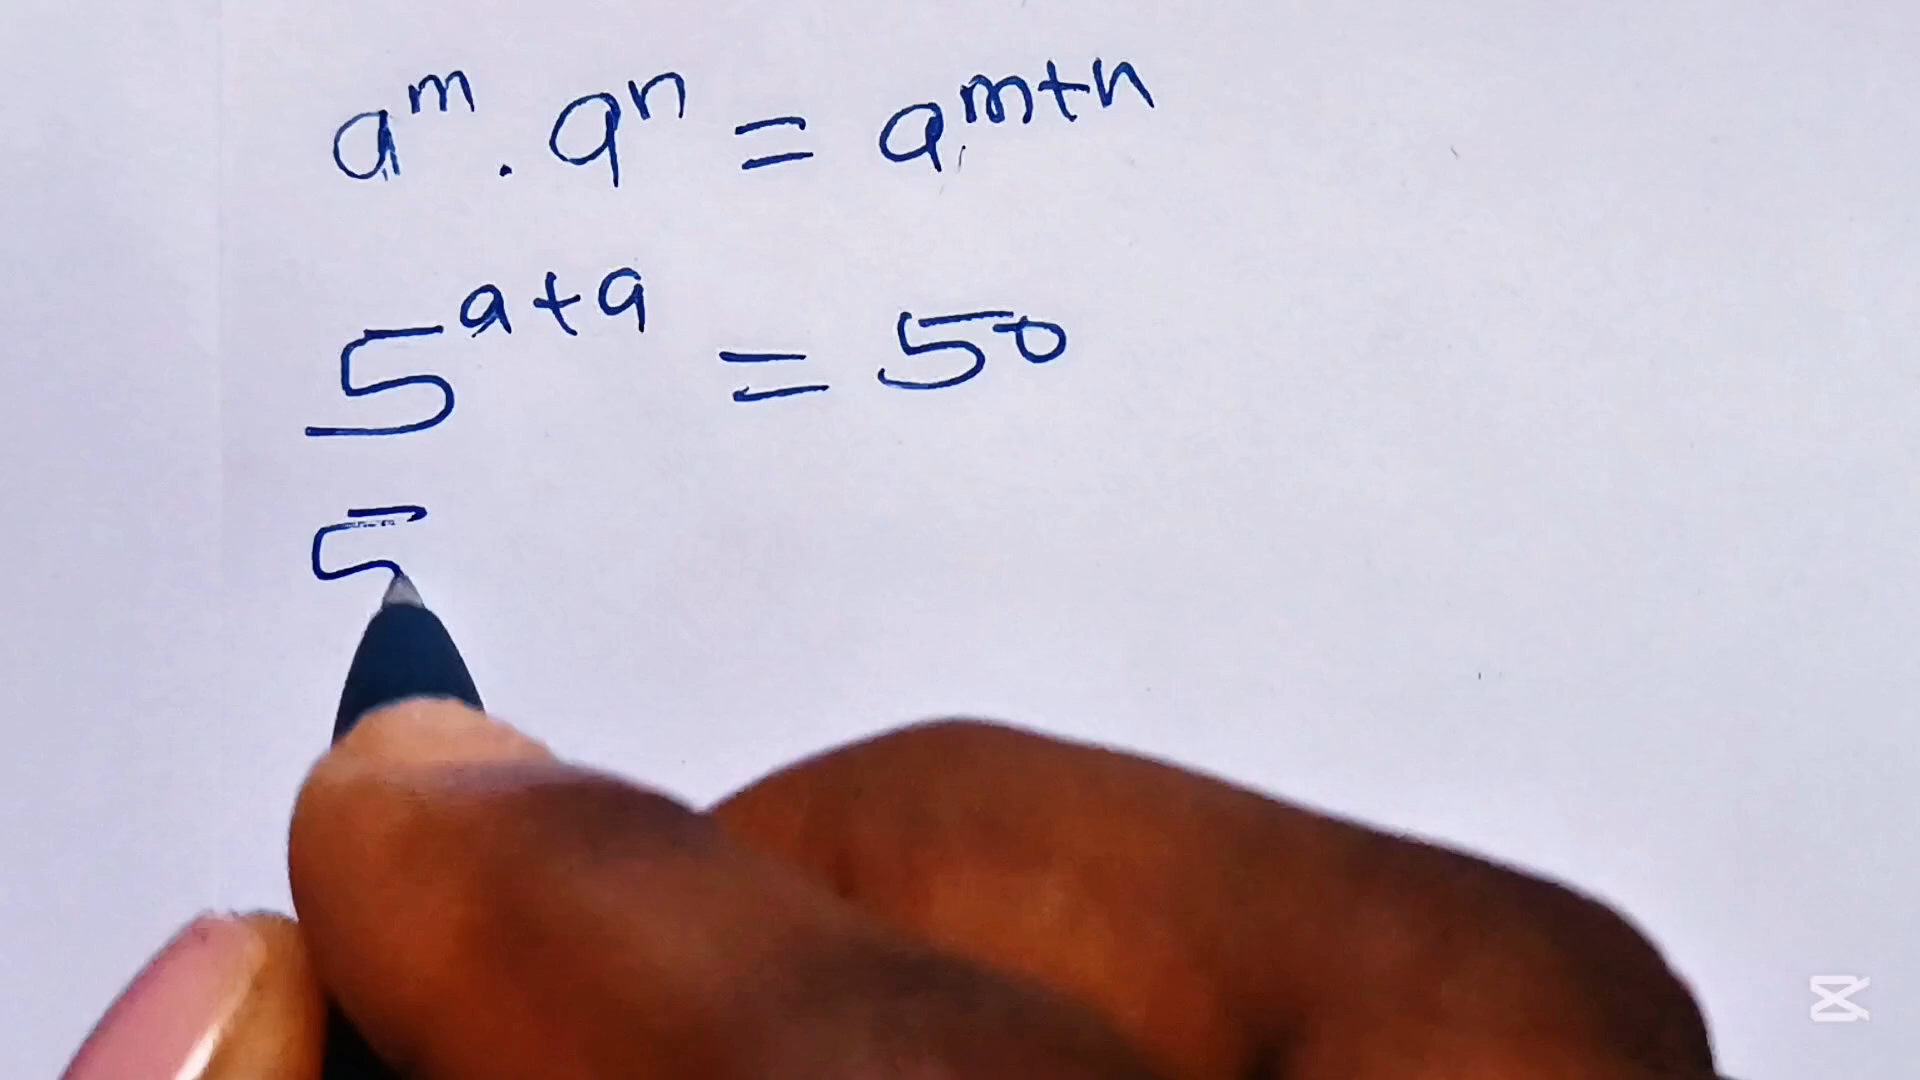 a^m . a^n = a^{m+n}
5^{a+a} = 50
5